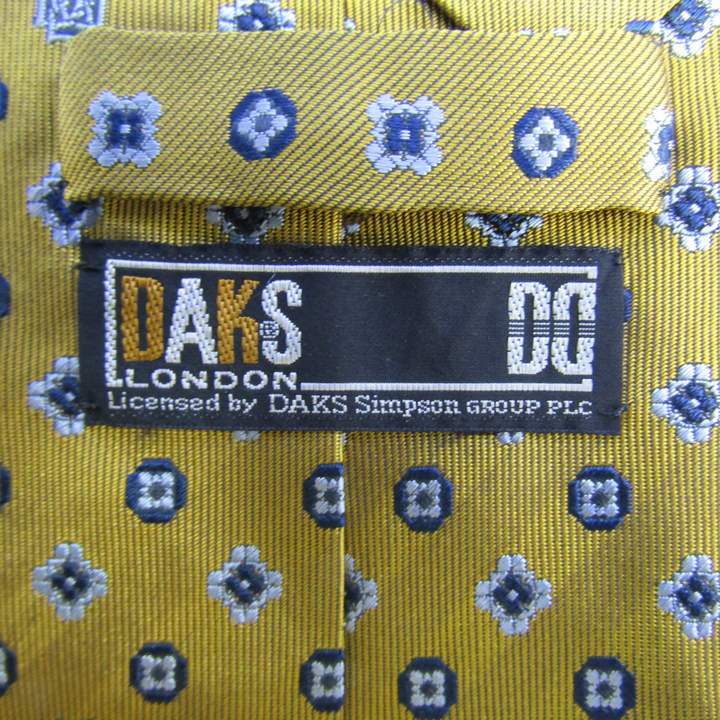 DAKS® DD
LONDON
Licensed by DAKS Simpson GROUP PLC